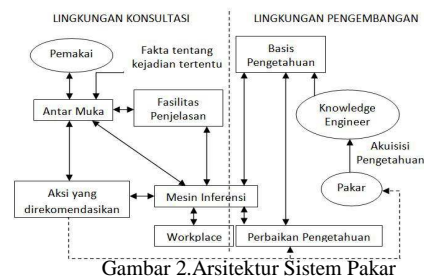 LINGKUNGAN KONSULTASI
LINGKUNGAN PENGEMBANGAN
Pemakai
Fakta tentang
kejadian tertentu
Basis
Pengetahuan
Antar Muka
Fasilitas
Penjelasan
Knowledge
Engineer
Akuisisi
Pengetahuan
Aksi yang
direkomendasikan
Mesin Inferensi
Pakar
Workplace
Perbaikan Pengetahuan
Gambar 2.Arsitektur Sistem Pakar